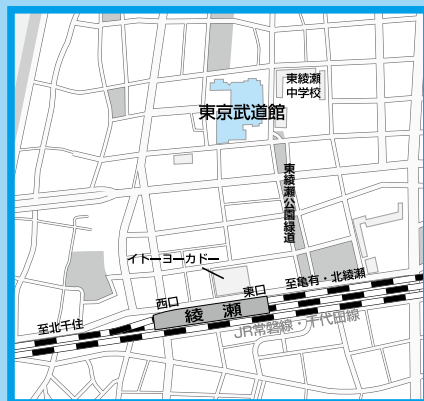 東綾瀬
中学校
東京武道館
東綾瀬公園緑道
イトーヨーカドー
至亀有・北綾瀬
東口
西口
綾瀬
至北千住
JR常磐線・千代田線